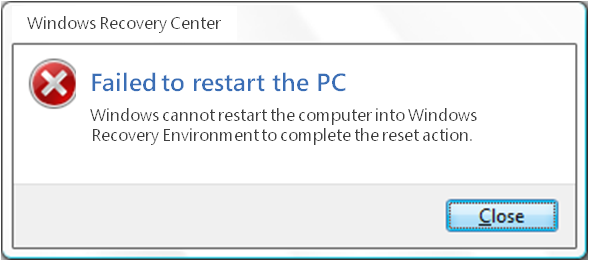 Windows Recovery Center
Failed to restart the PC
Windows cannot restart the computer into Windows
Recovery Environment to complete the reset action.
Close